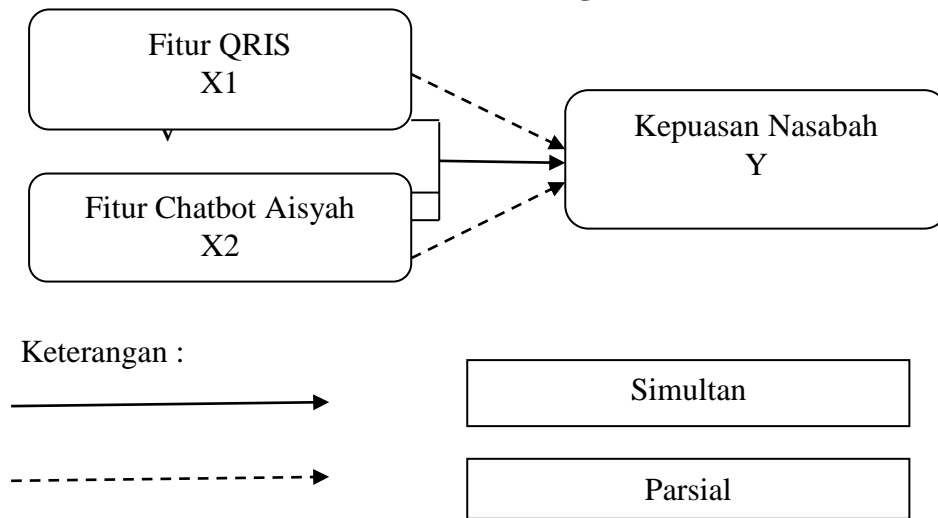 Fitur QRIS
X1
Kepuasan Nasabah
Y
Fitur Chatbot Aisyah
X2
Keterangan :
Simultan
Parsial